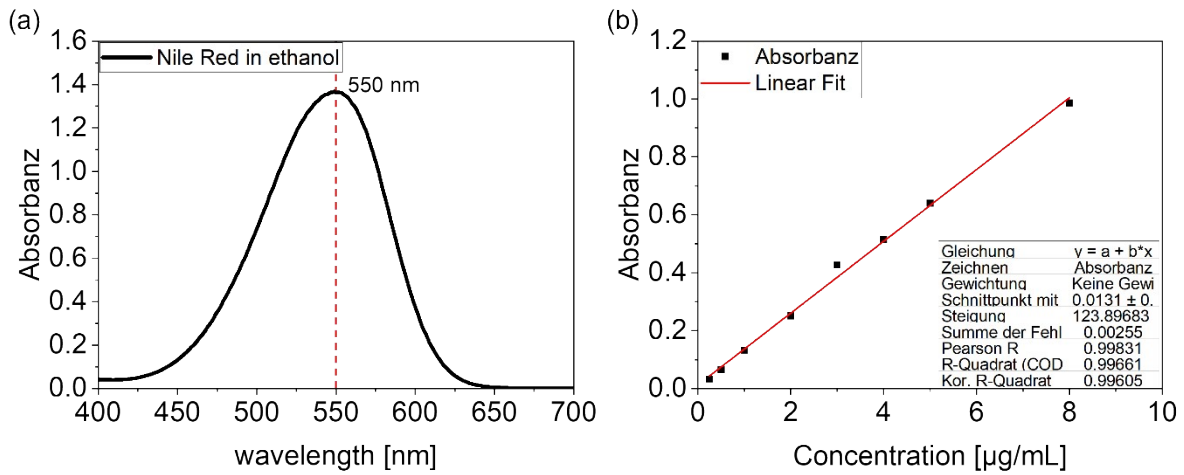 (a)
1.6
1.4
1.2
1.0
0.8
0.6
0.4
0.2
0.0
Absorbanz
Nile Red in ethanol
550 nm
400 450 500 550 600 650 700
wavelength [nm]
(b)
1.2
1.0
0.8
0.6
0.4
0.2
0.0
Absorbanz
Absorbanz
Linear Fit
Gleichung y = a + b*x
Zeichnen Absorbanz
Gewichtung Keine Gewi
Schnittpunkt mit 0.0131 ± 0.
Steigung 123.89683
Summe der Fehl 0.00255
Pearson R 0.99831
R-Quadrat (COD 0.99661
Kor. R-Quadrat 0.99605
0 2 4 6 8 10
Concentration [µg/mL]